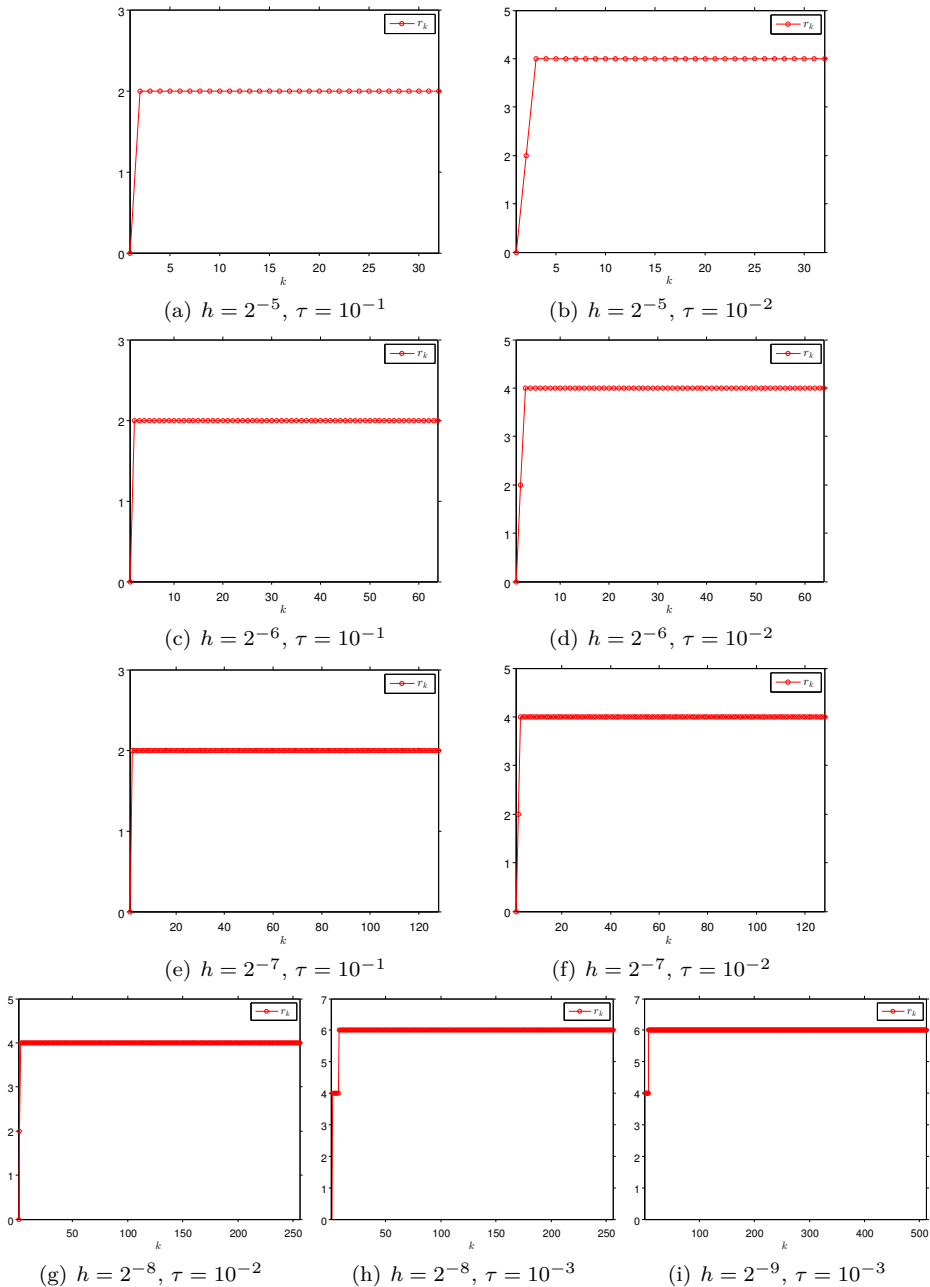 3
2
1
0
r_k
5 10 15 20 25 30
k
(a) h = 2^{-5}, τ = 10^{-1}
5
4
3
2
1
0
r_k
5 10 15 20 25 30
k
(b) h = 2^{-5}, τ = 10^{-2}
3
2
1
0
r_k
10 20 30 40 50 60
k
(c) h = 2^{-6}, τ = 10^{-1}
5
4
3
2
1
0
r_k
10 20 30 40 50 60
k
(d) h = 2^{-6}, τ = 10^{-2}
3
2
1
0
r_k
20 40 60 80 100 120
k
(e) h = 2^{-7}, τ = 10^{-1}
5
4
3
2
1
0
r_k
20 40 60 80 100 120
k
(f) h = 2^{-7}, τ = 10^{-2}
5
4
3
2
1
0
r_k
50 100 150 200 250
k
(g) h = 2^{-8}, τ = 10^{-2}
7
6
5
4
3
2
1
0
r_k
50 100 150 200 250
k
(h) h = 2^{-8}, τ = 10^{-3}
7
6
5
4
3
2
1
0
r_k
100 200 300 400 500
k
(i) h = 2^{-9}, τ = 10^{-3}